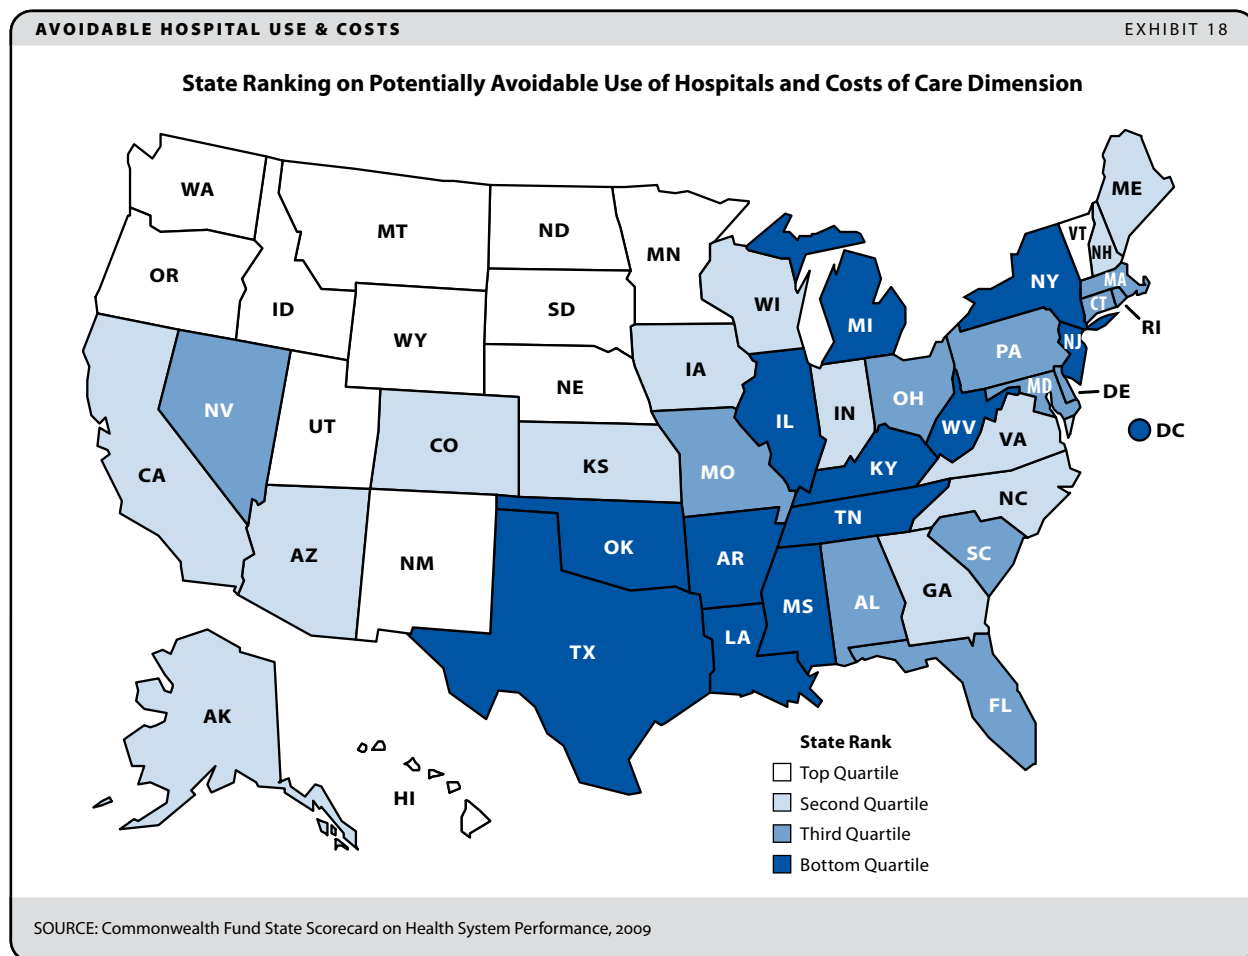 AVOIDABLE HOSPITAL USE & COSTS
EXHIBIT 18
State Ranking on Potentially Avoidable Use of Hospitals and Costs of Care Dimension
WA
MT
ND
MN
OR
ID
WY
SD
WI
MI
NY
VT
NH
ME
MA
CT
RI
NV
UT
CO
NE
IA
IL
IN
OH
PA
NJ
MD
DE
DC
CA
AZ
NM
KS
MO
KY
WV
VA
NC
TN
OK
AR
SC
GA
AL
MS
LA
TX
FL
AK
HI
State Rank
Top Quartile
Second Quartile
Third Quartile
Bottom Quartile
SOURCE: Commonwealth Fund State Scorecard on Health System Performance, 2009